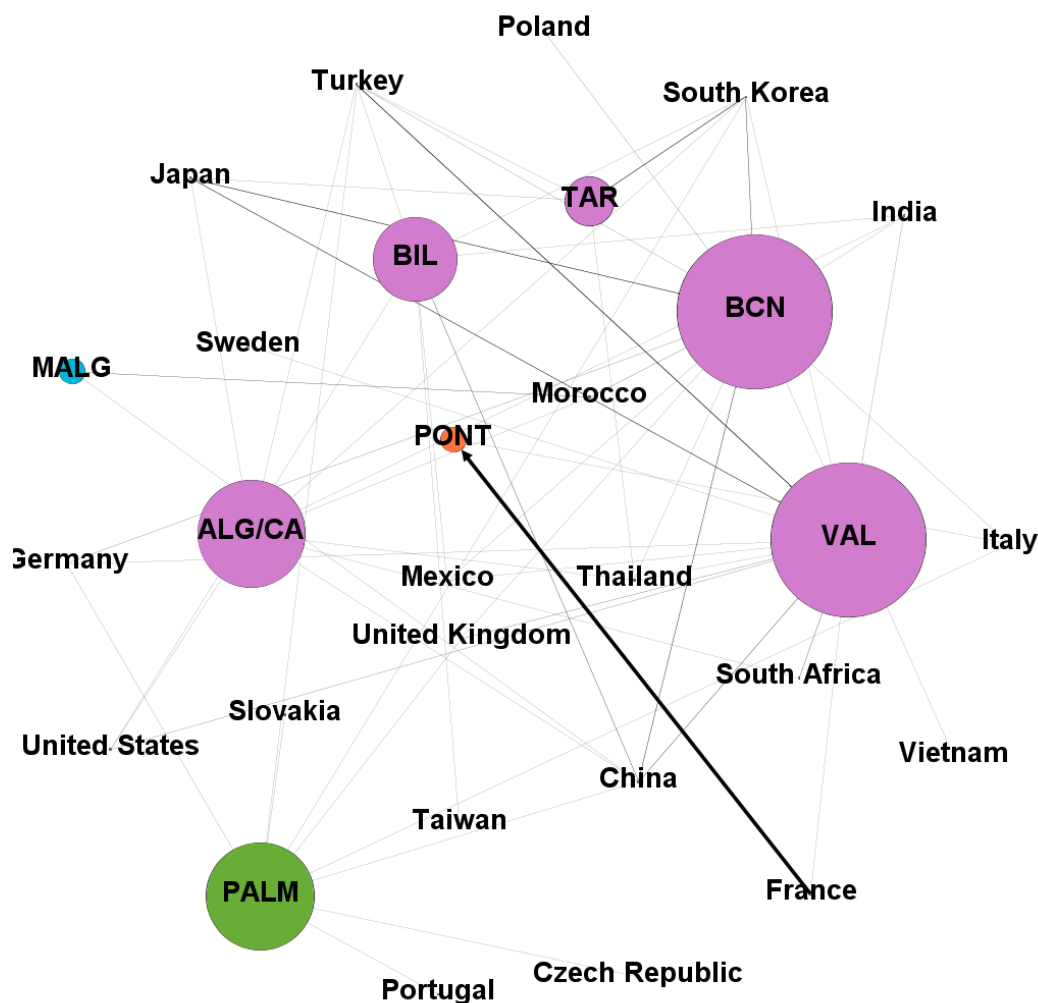 Poland
Turkey
South Korea
Japan
TAR
India
BIL
BCN
Sweden
MALG
Morocco
PONT
ALG/CA
VAL
Italy
Germany
Mexico
Thailand
United Kingdom
South Africa
Slovakia
United States
Vietnam
China
Taiwan
PALM
France
Czech Republic
Portugal